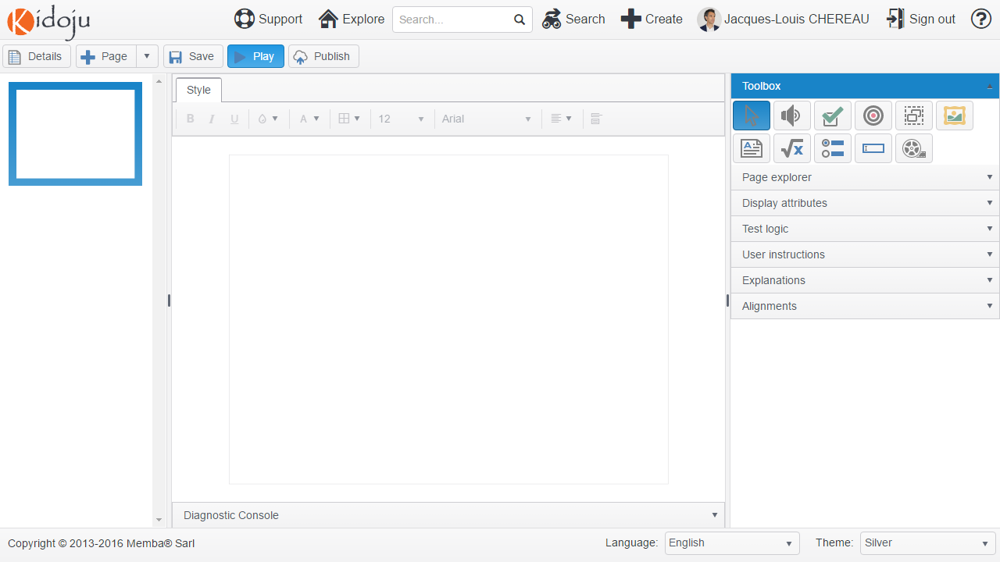 Kidoju
Support
Explore
Search...
Search
Create
Jacques-Louis CHEREAU
Sign out
Details
Page
Save
Play
Publish
Style
B I U A 12 Arial
Toolbox
Page explorer
Display attributes
Test logic
User instructions
Explanations
Alignments
Diagnostic Console
Copyright © 2013-2016 Memba® Sarl
Language: English
Theme: Silver